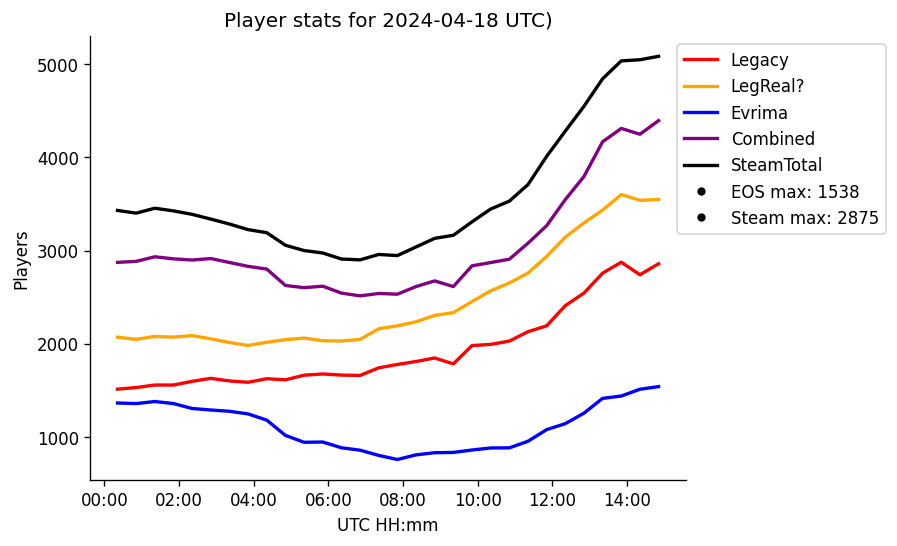 Player stats for 2024-04-18 UTC)
Players
5000
4000
3000
2000
1000
00:00 02:00 04:00 06:00 08:00 10:00 12:00 14:00
UTC HH:mm
Legacy
LegReal?
Evrima
Combined
SteamTotal
EOS max: 1538
Steam max: 2875